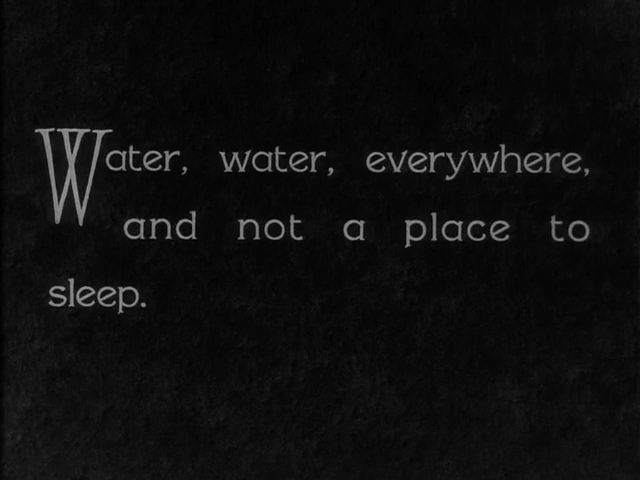 Water, water, everywhere,
and not a place to
sleep.